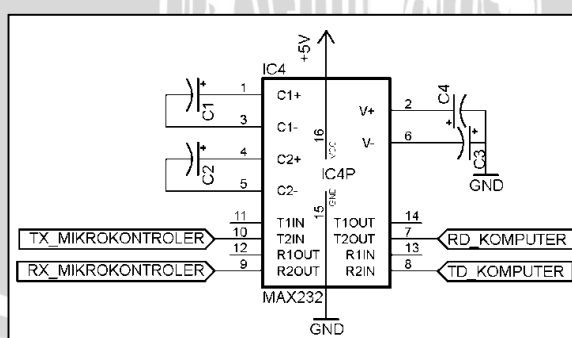 +5V
IC4
1 C1+
C1
3 C1-
4 C2+
C2
5 C2-
V+ 2
C4
V- 6
C3
GND
16 VCC
IC4P
15 GND
11 T1IN T1OUT 14
TX_MIKROKONTROLER 10 T2IN T2OUT 7 RD_KOMPUTER
12 R1OUT R1IN 13
RX_MIKROKONTROLER 9 R2OUT R2IN 8 TD_KOMPUTER
MAX232
GND